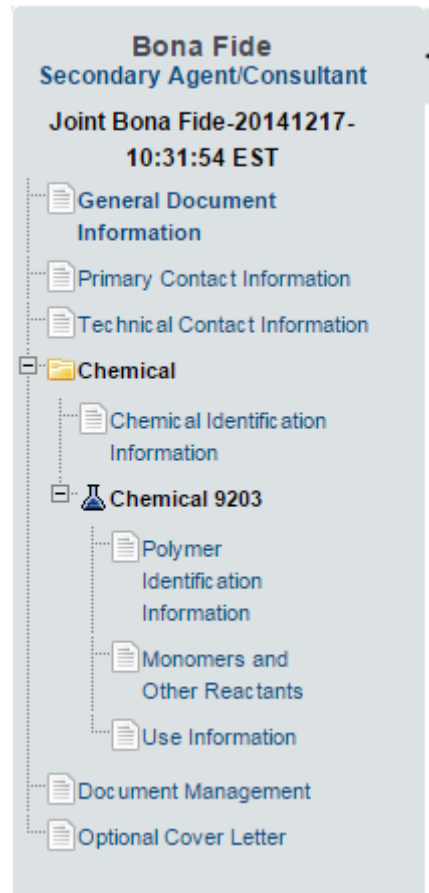 Bona Fide
Secondary Agent/Consultant
Joint Bona Fide-20141217-
10:31:54 EST
General Document
Information
Primary Contact Information
Technical Contact Information
Chemical
Chemical Identification
Information
Chemical 9203
Polymer
Identification
Information
Monomers and
Other Reactants
Use Information
Document Management
Optional Cover Letter